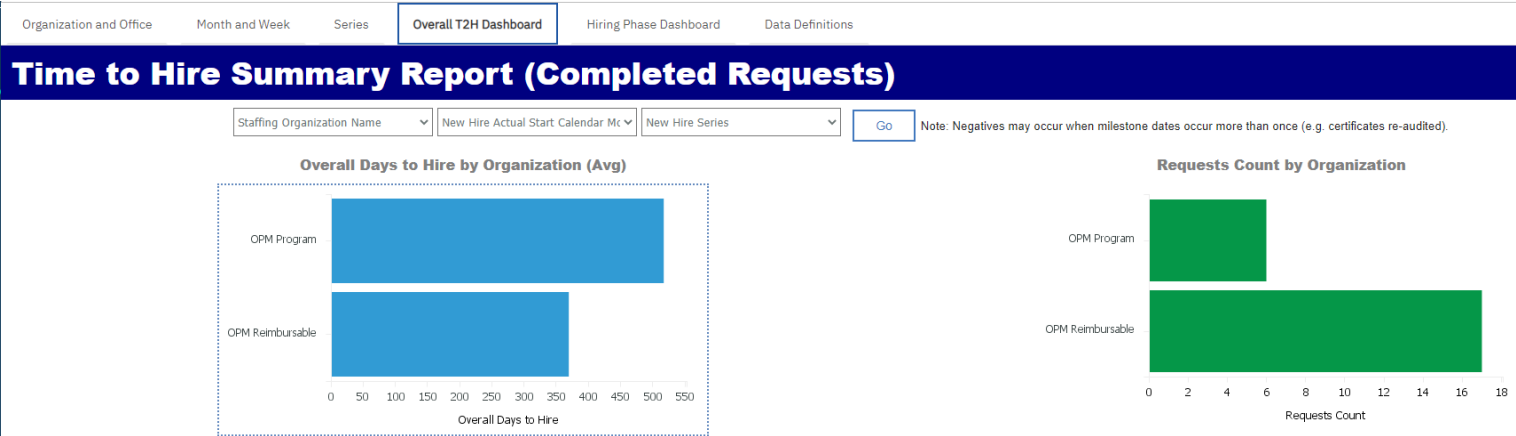 Organization and Office Month and Week Series Overall T2H Dashboard Hiring Phase Dashboard Data Definitions
Time to Hire Summary Report (Completed Requests)
Staffing Organization Name New Hire Actual Start Calendar Mc New Hire Series Go Note: Negatives may occur when milestone dates occur more than once (e.g. certificates re-audited).
Overall Days to Hire by Organization (Avg)
OPM Program
OPM Reimbursable
0 50 100 150 200 250 300 350 400 450 500 550
Overall Days to Hire
Requests Count by Organization
OPM Program
OPM Reimbursable
0 2 4 6 8 10 12 14 16 18
Requests Count